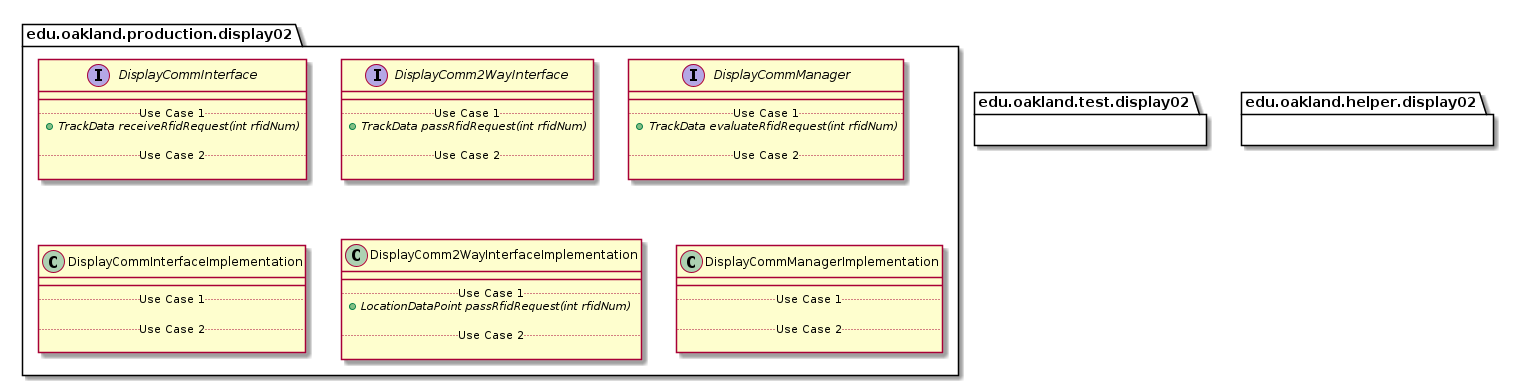 edu.oakland.production.display02
I DisplayCommInterface
Use Case 1
TrackData receiveRfidRequest(int rfidNum)
Use Case 2
I DisplayComm2WayInterface
Use Case 1
TrackData passRfidRequest(int rfidNum)
Use Case 2
I DisplayCommManager
Use Case 1
TrackData evaluateRfidRequest(int rfidNum)
Use Case 2
edu.oakland.test.display02
edu.oakland.helper.display02
C DisplayCommInterfaceImplementation
Use Case 1
Use Case 2
C DisplayComm2WayInterfaceImplementation
Use Case 1
LocationDataPoint passRfidRequest(int rfidNum)
Use Case 2
C DisplayCommManagerImplementation
Use Case 1
Use Case 2